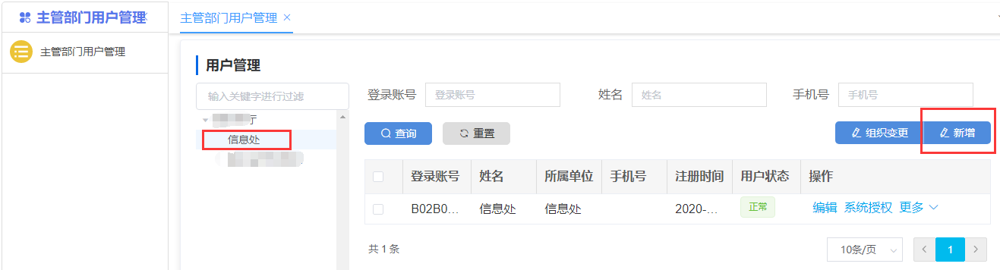 主管部门用户管理
主管部门用户管理
主管部门用户管理 ×
用户管理
输入关键字进行过滤
厅
信息处
登录账号 登录账号 姓名 姓名 手机号 手机号
查询 重置 组织变更 新增
登录账号 姓名 所属单位 手机号 注册时间 用户状态 操作
B02B0... 信息处 信息处 2020-... 正常 编辑 系统授权 更多
共 1 条 10条/页 1